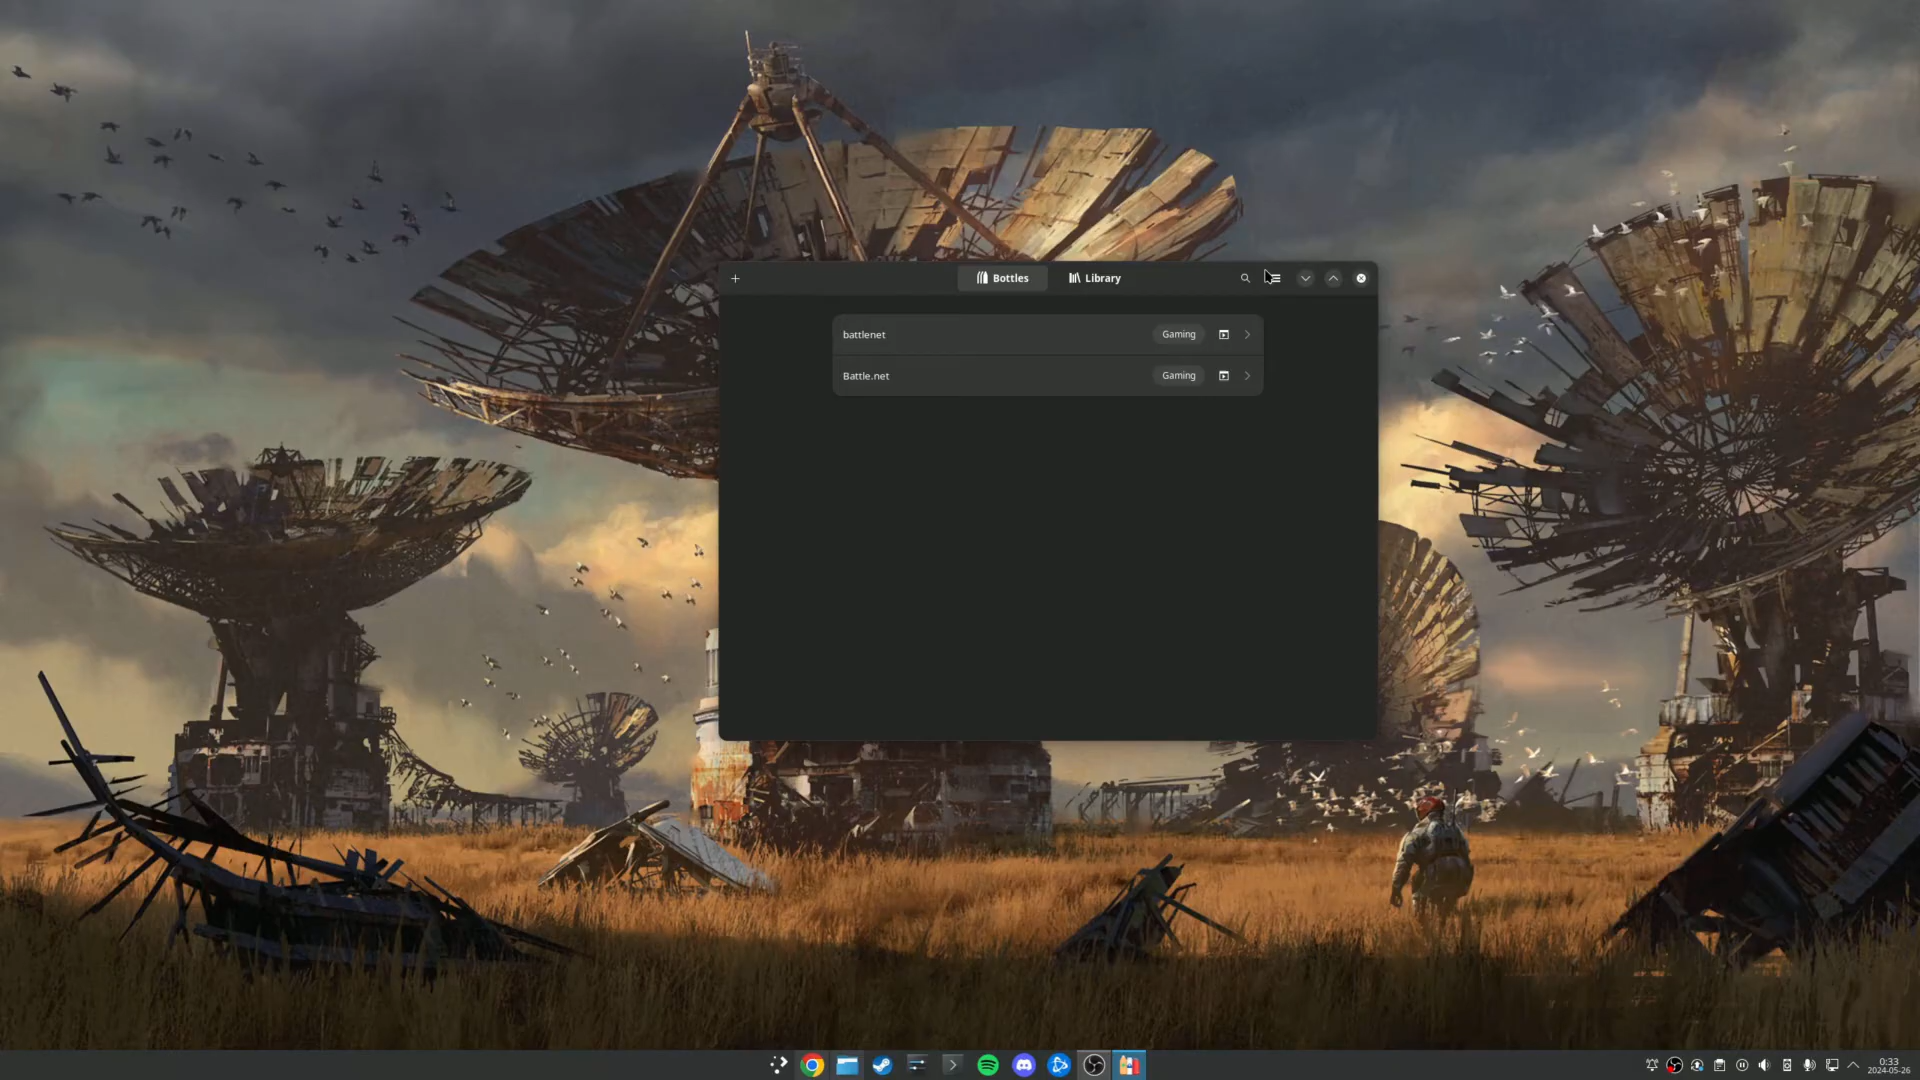 Bottles
Library
battlenet
Gaming
Battle.net
Gaming
0:33
2024-05-26